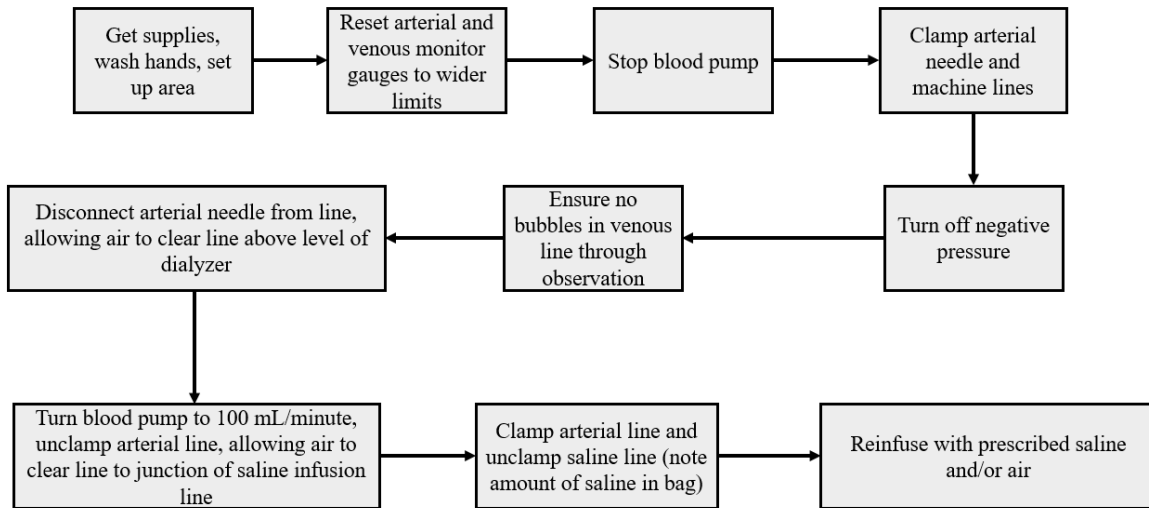 Get supplies,
wash hands, set
up area
Reset arterial and
venous monitor
gauges to wider
limits
Stop blood pump
Clamp arterial
needle and
machine lines
Turn off negative
pressure
Ensure no
bubbles in venous
line through
observation
Disconnect arterial needle from line,
allowing air to clear line above level of
dialyzer
Turn blood pump to 100 mL/minute,
unclamp arterial line, allowing air to
clear line to junction of saline infusion
line
Clamp arterial line and
unclamp saline line (note
amount of saline in bag)
Reinfuse with prescribed saline
and/or air